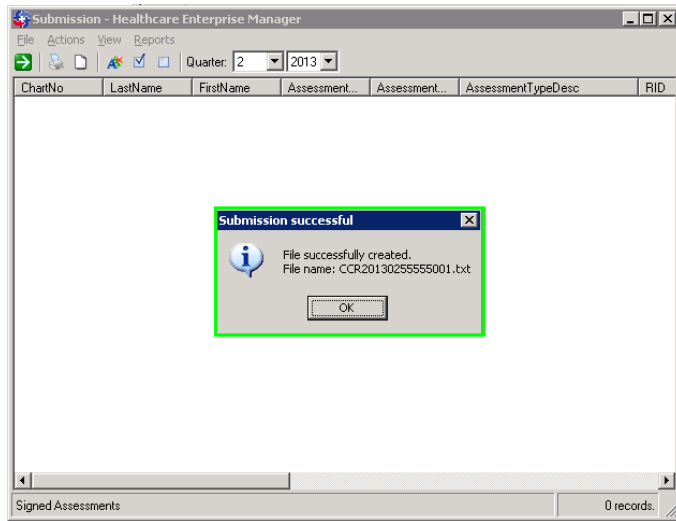 Submission - Healthcare Enterprise Manager
File Actions View Reports
Quarter: 2 2013
ChartNo LastName FirstName Assessment... Assessment... AssessmentTypeDesc RID
Submission successful
File successfully created.
File name: CCR20130255555001.txt
OK
Signed Assessments 0 records.